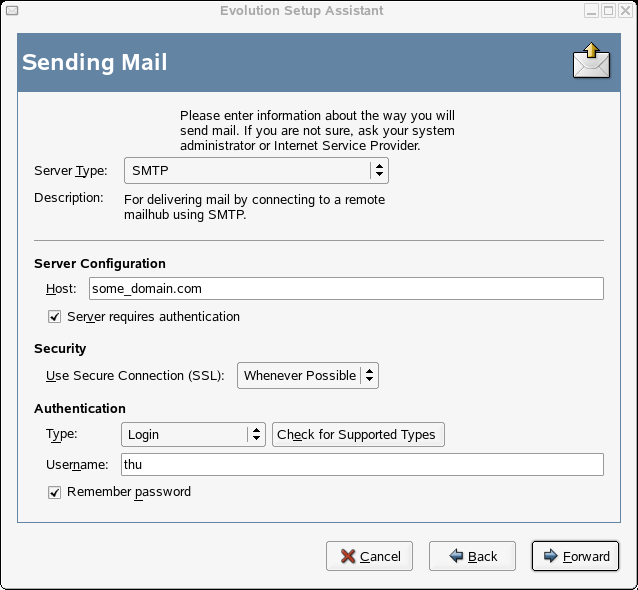 Evolution Setup Assistant
Sending Mail
Please enter information about the way you will
send mail. If you are not sure, ask your system
administrator or Internet Service Provider.
Server Type: SMTP
Description: For delivering mail by connecting to a remote
mailhub using SMTP.
Server Configuration
Host: some_domain.com
Server requires authentication
Security
Use Secure Connection (SSL): Whenever Possible
Authentication
Type: Login Check for Supported Types
Username: thu
Remember password
Cancel Back Forward